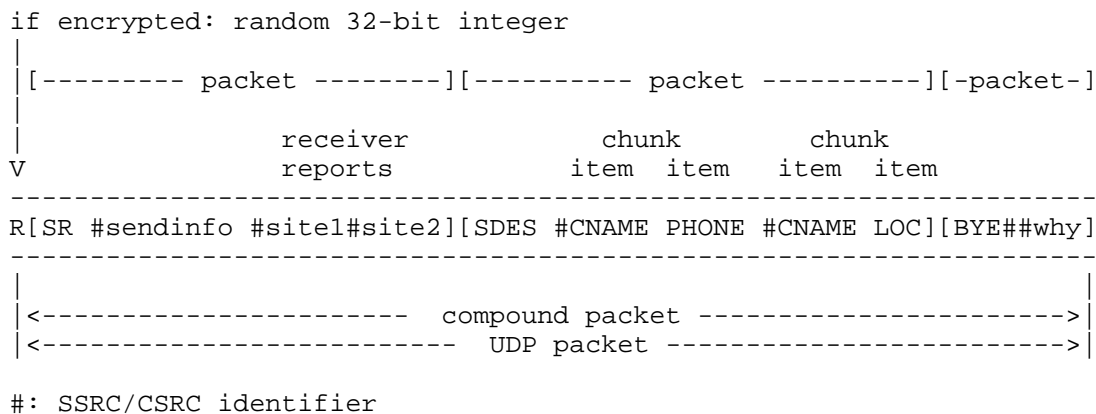 if encrypted: random 32-bit integer
|
|[--------- packet --------][---------- packet ----------][-packet-]
|
|                receiver            chunk        chunk
V                reports           item  item   item  item
--------------------------------------------------------------------
R[SR #sendinfo #site1#site2][SDES #CNAME PHONE #CNAME LOC][BYE##why]
--------------------------------------------------------------------
|                                                                  |
|<-----------------------  compound packet ----------------------->|
|<--------------------------  UDP packet ------------------------->|
#: SSRC/CSRC identifier